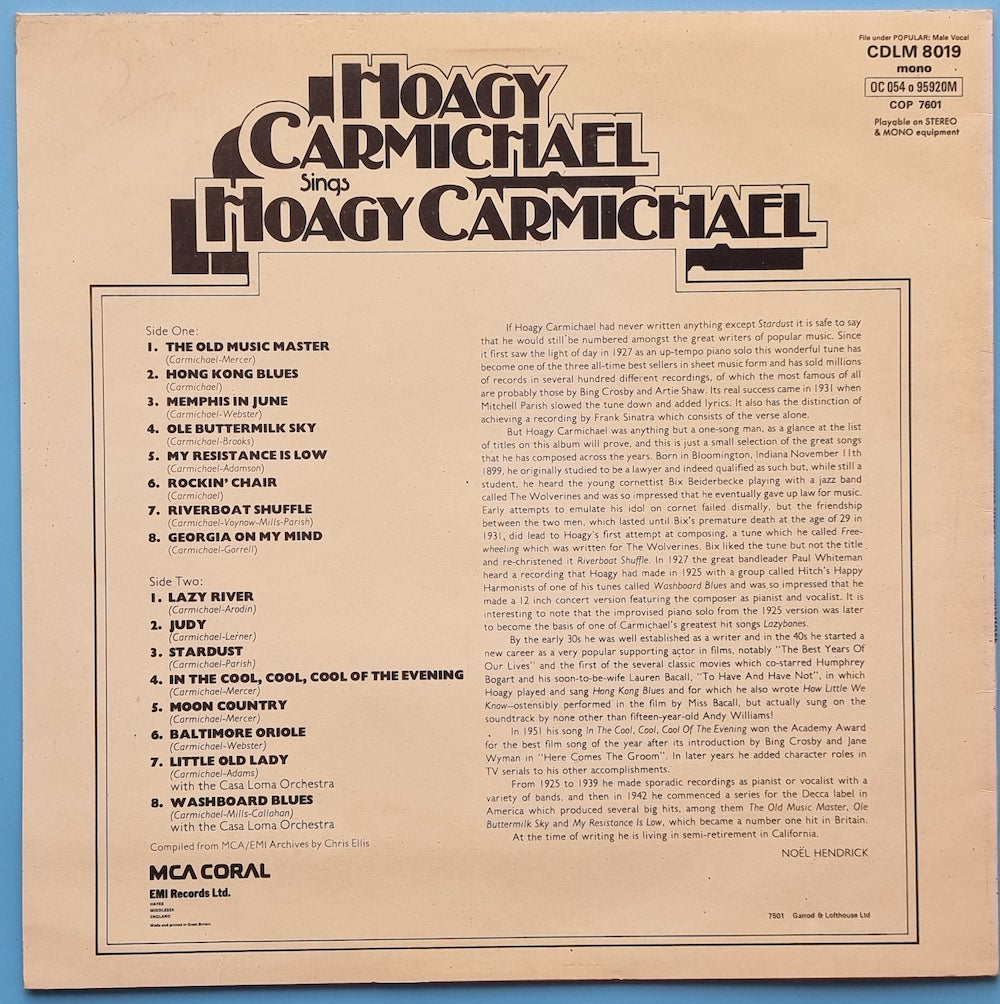 File under POPULAR: Male Vocal
CDLM 8019
mono
OC 054 o 95920M
COP 7601
Playable on STEREO
& MONO equipment
HOAGY
CARMICHAEL
Sings
HOAGY CARMICHAEL
Side One:
1. THE OLD MUSIC MASTER
(Carmichael-Mercer)
2. HONG KONG BLUES
(Carmichael)
3. MEMPHIS IN JUNE
(Carmichael-Webster)
4. OLE BUTTERMILK SKY
(Carmichael-Brooks)
5. MY RESISTANCE IS LOW
(Carmichael-Adamson)
6. ROCKIN' CHAIR
(Carmichael)
7. RIVERBOAT SHUFFLE
(Carmichael-Voynow-Mills-Parish)
8. GEORGIA ON MY MIND
(Carmichael-Gorrell)
Side Two:
1. LAZY RIVER
(Carmichael-Arodin)
2. JUDY
(Carmichael-Lerner)
3. STARDUST
(Carmichael-Parish)
4. IN THE COOL, COOL, COOL OF THE EVENING
(Carmichael-Mercer)
5. MOON COUNTRY
(Carmichael-Mercer)
6. BALTIMORE ORIOLE
(Carmichael-Webster)
7. LITTLE OLD LADY
(Carmichael-Adams)
with the Casa Loma Orchestra
8. WASHBOARD BLUES
(Carmichael-Mills-Callahan)
with the Casa Loma Orchestra
Compiled from MCA/EMI Archives by Chris Ellis
MCA CORAL
EMI Records Ltd.
HAYES
MIDDLESEX
ENGLAND
Made and printed in Great Britain.
If Hoagy Carmichael had never written anything except Stardust it is safe to say
that he would still be numbered amongst the great writers of popular music. Since
it first saw the light of day in 1927 as an up-tempo piano solo this wonderful tune has
become one of the three all-time best sellers in sheet music form and has sold millions
of records in several hundred different recordings, of which the most famous of all
are probably those by Bing Crosby and Artie Shaw. Its real success came in 1931 when
Mitchell Parish slowed the tune down and added lyrics. It also has the distinction of
achieving a recording by Frank Sinatra which consists of the verse alone.
But Hoagy Carmichael was anything but a one-song man, as a glance at the list
of titles on this album will prove, and this is just a small selection of the great songs
that he has composed across the years. Born in Bloomington, Indiana November 11th
1899, he originally studied to be a lawyer and indeed qualified as such but, while still a
student, he heard the young cornettist Bix Beiderbecke playing with a jazz band
called The Wolverines and was so impressed that he eventually gave up law for music.
Early attempts to emulate his idol on cornet failed dismally, but the friendship
between the two men, which lasted until Bix's premature death at the age of 29 in
1931, did lead to Hoagy's first attempt at composing, a tune which he called Free-
wheeling which was written for The Wolverines. Bix liked the tune but not the title
and re-christened it Riverboat Shuffle. In 1927 the great bandleader Paul Whiteman
heard a recording that Hoagy had made in 1925 with a group called Hitch's Happy
Harmonists of one of his tunes called Washboard Blues and was so impressed that he
made a 12 inch concert version featuring the composer as pianist and vocalist. It is
interesting to note that the improvised piano solo from the 1925 version was later
to become the basis of one of Carmichael's greatest hit songs Lazybones.
By the early 30s he was well established as a writer and in the 40s he started a
new career as a very popular supporting actor in films, notably "The Best Years Of
Our Lives" and the first of the several classic movies which co-starred Humphrey
Bogart and his soon-to-be-wife Lauren Bacall, "To Have And Have Not", in which
Hoagy played and sang Hong Kong Blues and for which he also wrote How Little We
Know—ostensibly performed in the film by Miss Bacall, but actually sung on the
soundtrack by none other than fifteen-year-old Andy Williams!
In 1951 his song In The Cool, Cool, Cool Of The Evening won the Academy Award
for the best film song of the year after its introduction by Bing Crosby and Jane
Wyman in "Here Comes The Groom". In later years he added character roles in
TV serials to his other accomplishments.
From 1925 to 1939 he made sporadic recordings as pianist or vocalist with a
variety of bands, and then in 1942 he commenced a series for the Decca label in
America which produced several big hits, among them The Old Music Master, Ole
Buttermilk Sky and My Resistance Is Low, which became a number one hit in Britain.
At the time of writing he is living in semi-retirement in California.
NOËL HENDRICK
7501 Garrod & Lofthouse Ltd